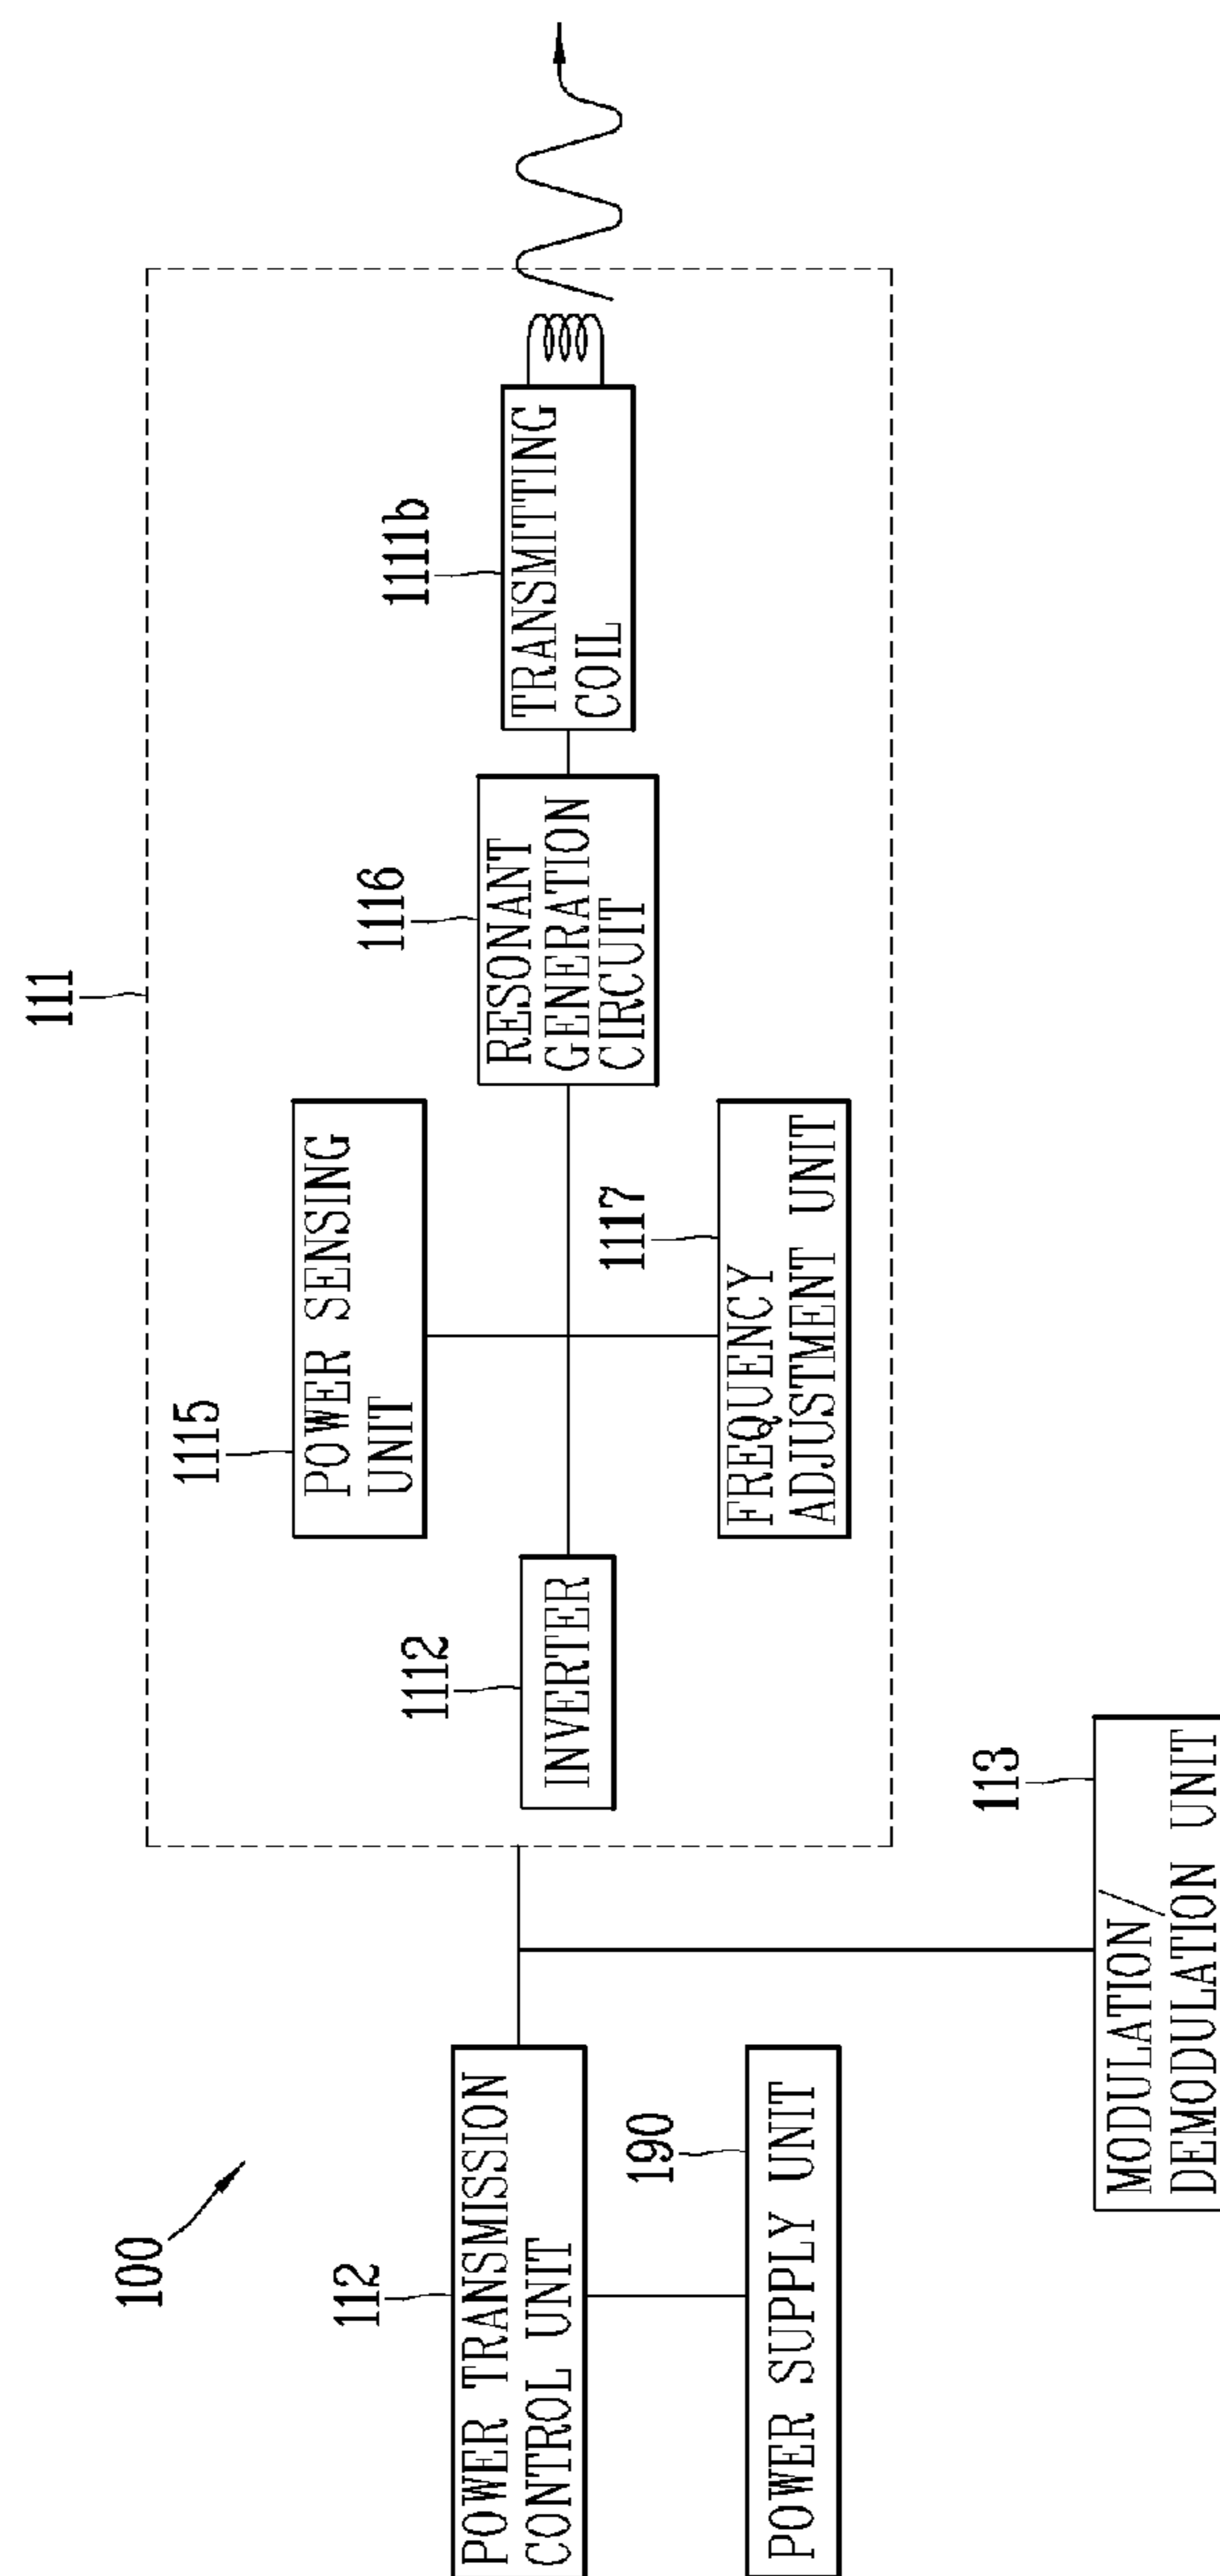 100
112
POWER TRANSMISSION
CONTROL UNIT
190
POWER SUPPLY UNIT
113
MODULATION/
DEMODULATION UNIT
111
1112
INVERTER
1115
POWER SENSING
UNIT
1117
FREQUENCY
ADJUSTMENT UNIT
1116
RESONANT
GENERATION
CIRCUIT
1111b
TRANSMITTING
COIL